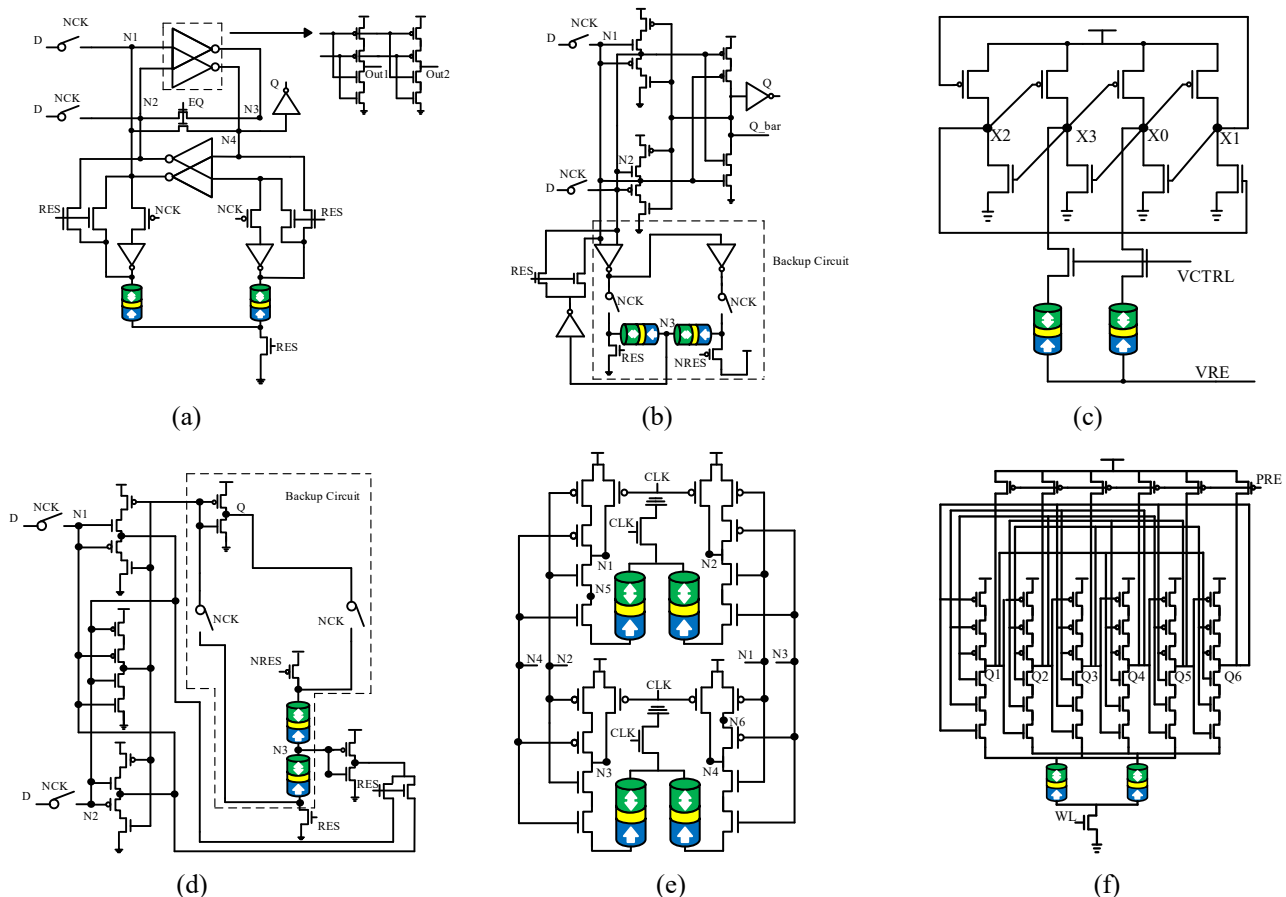 NCK
D
N1
Out1
Out2
NCK
D
N2
EQ
N3
Q
N4
RES
NCK
NCK
RES
RES
(a)
NCK
D
N1
Q
Q_bar
NCK
N2
D
Backup Circuit
RES
NCK
NCK
N3
RES
NRES
(b)
X2
X3
X0
X1
VCTRL
VRE
(c)
Backup Circuit
NCK
D
N1
Q
NCK
NCK
NRES
N3
NCK
D
N2
RES
RES
(d)
CLK
CLK
N1
N2
N5
N4
N2
N1
N3
CLK
CLK
N6
N3
N4
(e)
PRE
Q1
Q2
Q3
Q4
Q5
Q6
WL
(f)